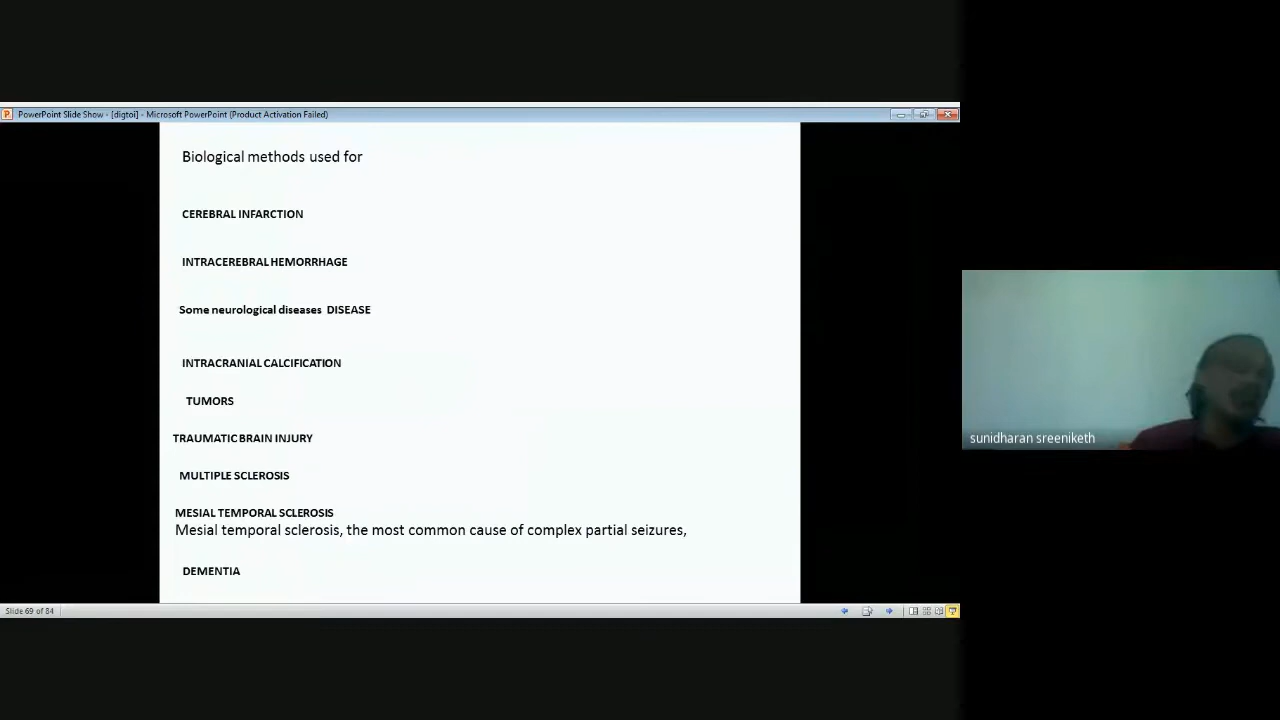 PowerPoint Slide Show - [digtoi] - Microsoft PowerPoint (Product Activation Failed)
Biological methods used for
CEREBRAL INFARCTION
INTRACEREBRAL HEMORRHAGE
Some neurological diseases DISEASE
INTRACRANIAL CALCIFICATION
TUMORS
TRAUMATIC BRAIN INJURY
MULTIPLE SCLEROSIS
MESIAL TEMPORAL SCLEROSIS
Mesial temporal sclerosis, the most common cause of complex partial seizures,
DEMENTIA
Slide 69 of 84
sunidharan sreeniketh